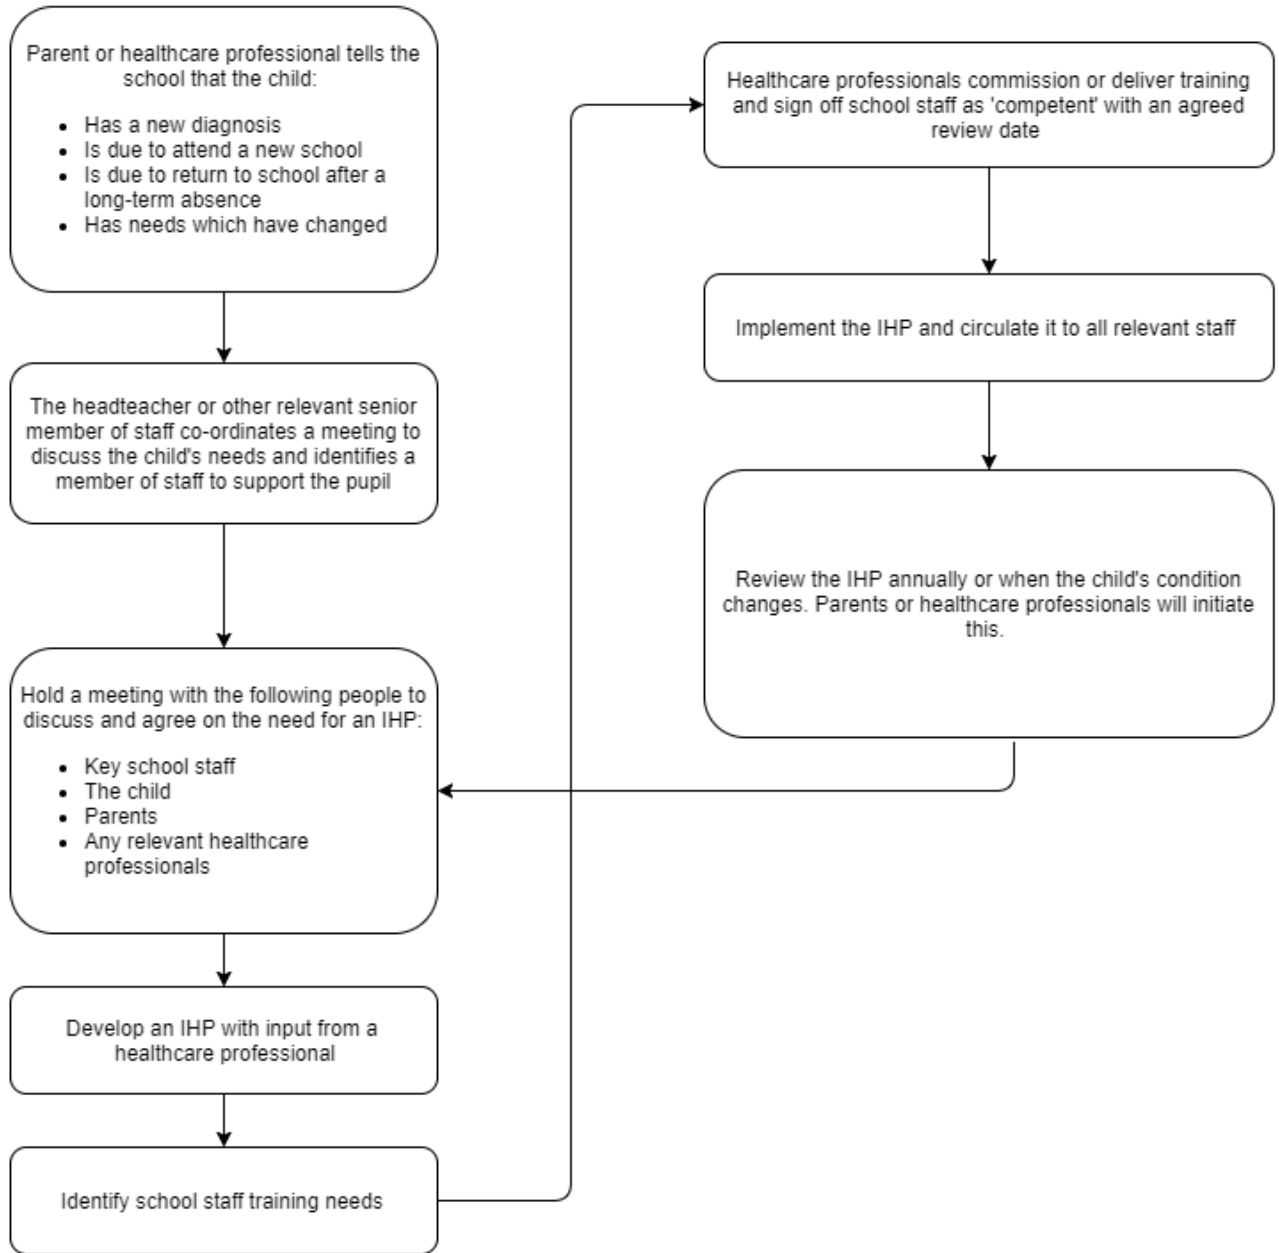 Parent or healthcare professional tells the
school that the child:
• Has a new diagnosis
• Is due to attend a new school
• Is due to return to school after a
long-term absence
• Has needs which have changed
The headteacher or other relevant senior
member of staff co-ordinates a meeting to
discuss the child's needs and identifies a
member of staff to support the pupil
Hold a meeting with the following people to
discuss and agree on the need for an IHP:
• Key school staff
• The child
• Parents
• Any relevant healthcare
professionals
Develop an IHP with input from a
healthcare professional
Identify school staff training needs
Healthcare professionals commission or deliver training
and sign off school staff as 'competent' with an agreed
review date
Implement the IHP and circulate it to all relevant staff
Review the IHP annually or when the child's condition
changes. Parents or healthcare professionals will initiate
this.